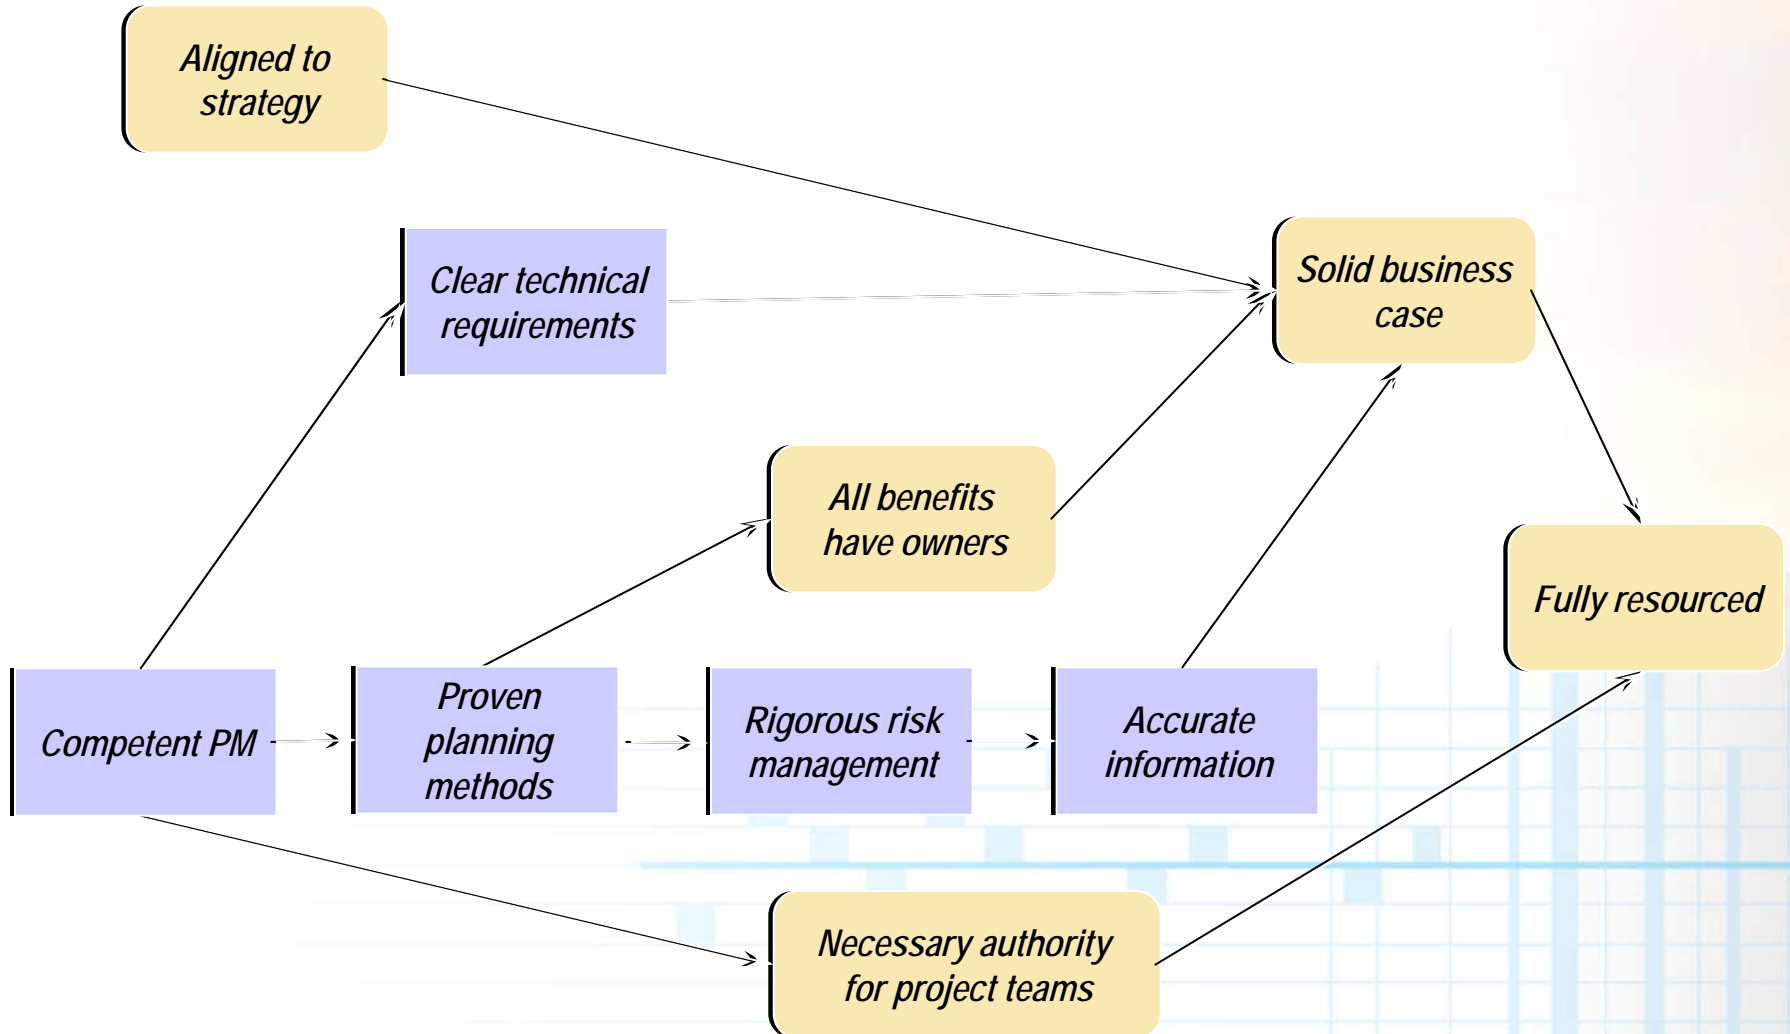 Aligned to
strategy
Clear technical
requirements
Solid business
case
All benefits
have owners
Fully resourced
Competent PM
Proven
planning
methods
Rigorous risk
management
Accurate
information
Necessary authority
for project teams